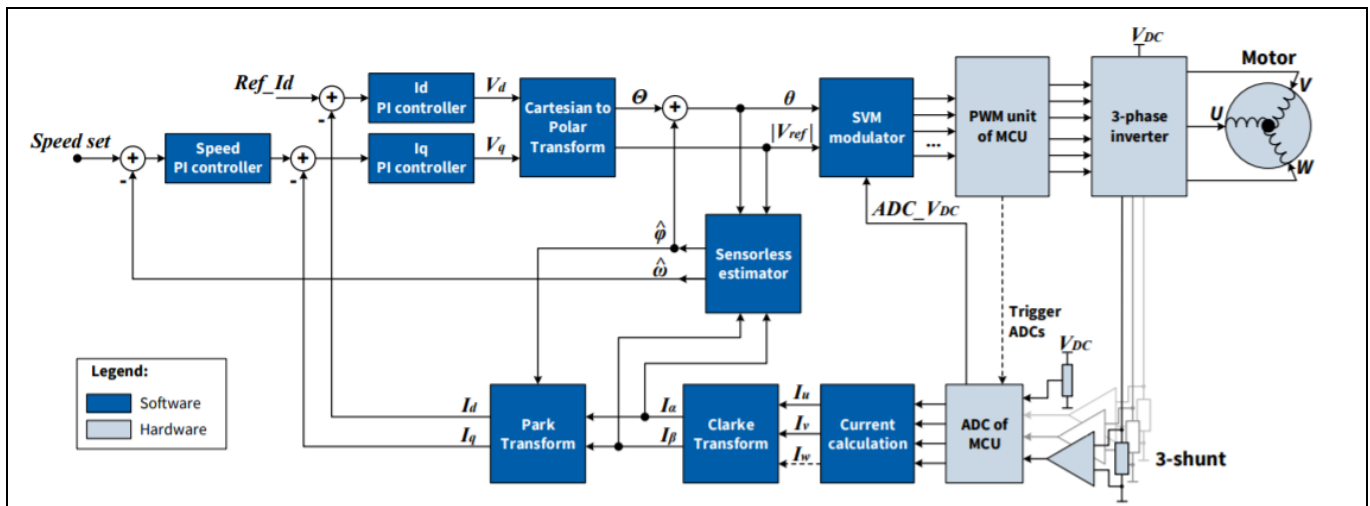 V_DC
Motor
Ref_Id
Id
PI controller
V_d
Cartesian to
Polar
Transform
Θ
θ
SVM
modulator
PWM unit
of MCU
3-phase
inverter
V
U
W
Speed set
Speed
PI controller
Iq
PI controller
V_q
|V_ref|
...
ADC_V_DC
φ̂
ω̂
Sensorless
estimator
Trigger
ADCs
V_DC
Legend:
Software
Hardware
I_d
I_q
Park
Transform
I_α
I_β
Clarke
Transform
I_u
I_v
I_w
Current
calculation
ADC of
MCU
3-shunt
+
-
+
-
+
-
+